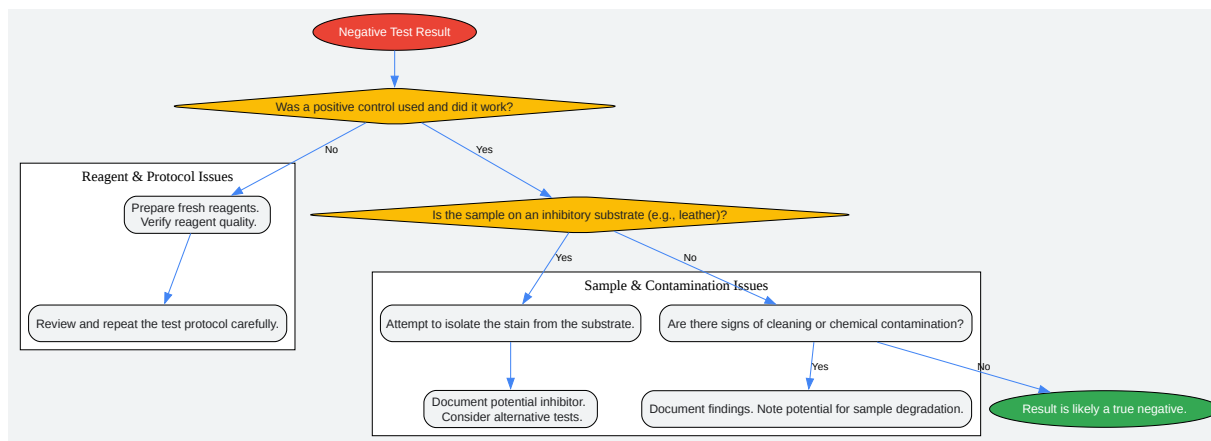 Negative Test Result
Was a positive control used and did it work?
No
Yes
Reagent & Protocol Issues
Prepare fresh reagents.
Verify reagent quality.
Is the sample on an inhibitory substrate (e.g., leather)?
Yes
No
Sample & Contamination Issues
Review and repeat the test protocol carefully.
Attempt to isolate the stain from the substrate.
Are there signs of cleaning or chemical contamination?
Yes
No
Document potential inhibitor.
Consider alternative tests.
Document findings. Note potential for sample degradation.
Result is likely a true negative.